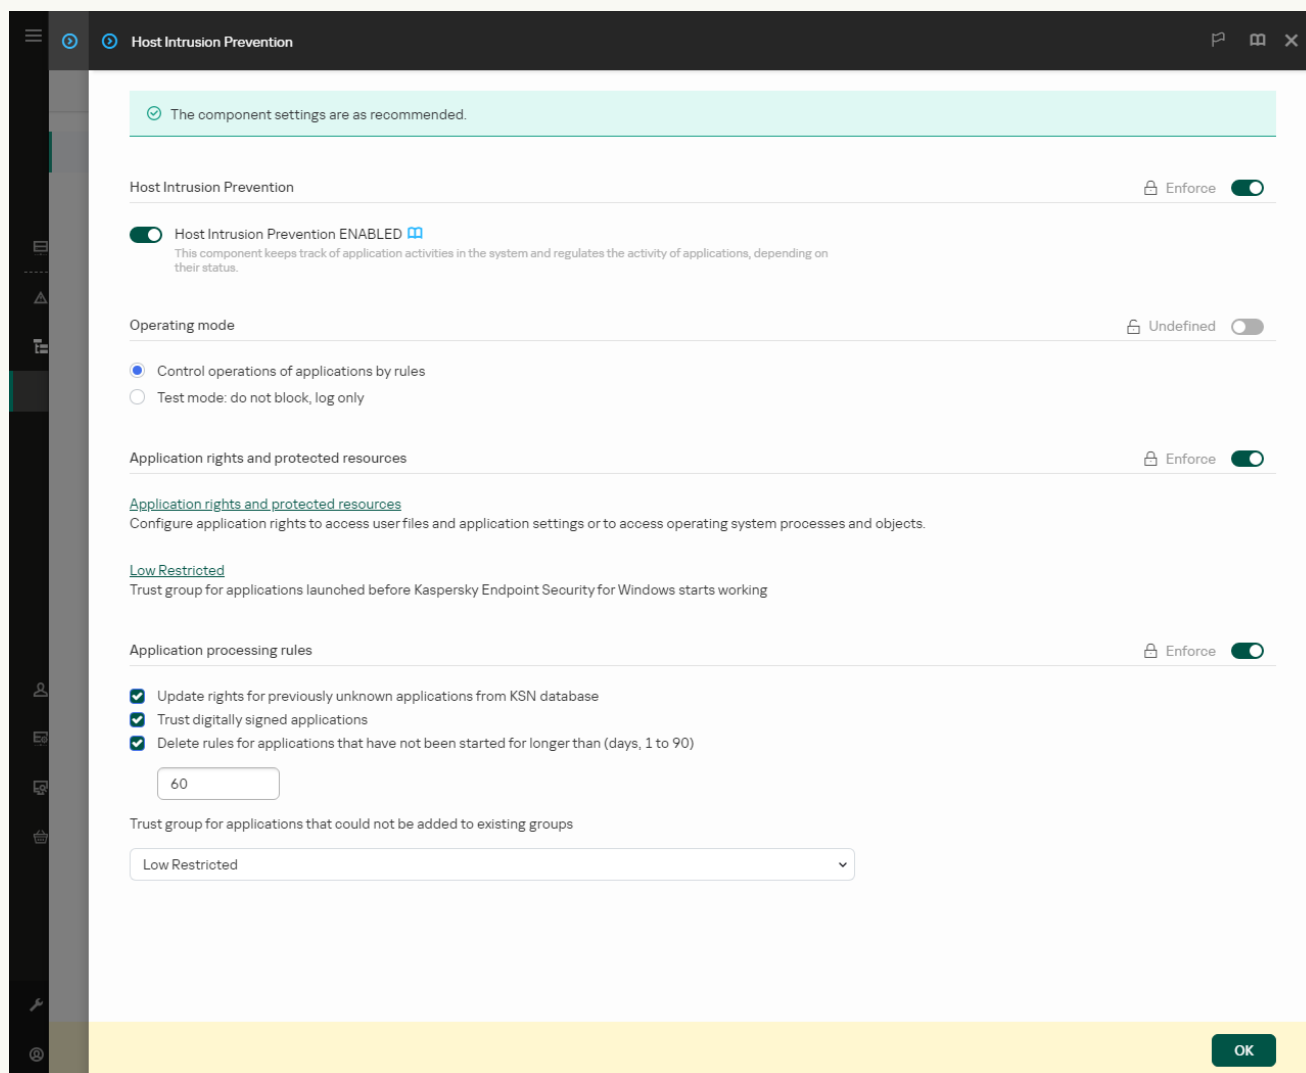 Host Intrusion Prevention
The component settings are as recommended.
Host Intrusion Prevention
Enforce
Host Intrusion Prevention ENABLED
This component keeps track of application activities in the system and regulates the activity of applications, depending on
their status.
Operating mode
Undefined
Control operations of applications by rules
Test mode: do not block, log only
Application rights and protected resources
Enforce
Application rights and protected resources
Configure application rights to access user files and application settings or to access operating system processes and objects.
Low Restricted
Trust group for applications launched before Kaspersky Endpoint Security for Windows starts working
Application processing rules
Enforce
Update rights for previously unknown applications from KSN database
Trust digitally signed applications
Delete rules for applications that have not been started for longer than (days, 1 to 90)
60
Trust group for applications that could not be added to existing groups
Low Restricted
OK